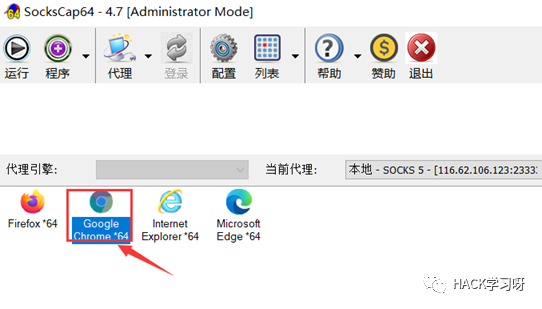 SocksCap64 - 4.7 [Administrator Mode]
运行 程序 代理 登录 配置 列表 帮助 赞助 退出
代理引擎: 当前代理: 本地 - SOCKS 5 - [116.62.106.123:2333
Firefox *64
Google Chrome *64
Internet Explorer *64
Microsoft Edge *64
HACK学习呀